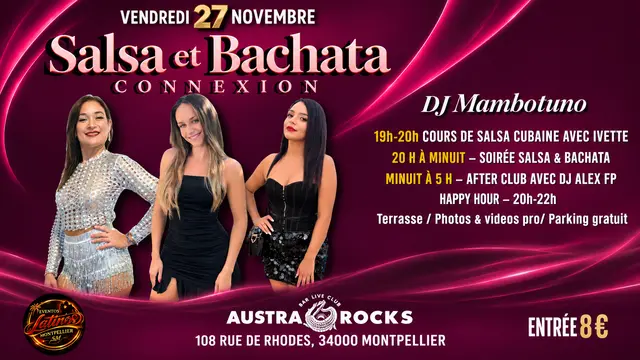 VENDREDI 27 NOVEMBRE
Salsa et Bachata
CONNEXION
DJ Mambotuno
19h-20h COURS DE SALSA CUBAINE AVEC IVETTE
20 H À MINUIT – SOIRÉE SALSA & BACHATA
MINUIT À 5 H – AFTER CLUB AVEC DJ ALEX FP
HAPPY HOUR – 20h-22h
Terrasse / Photos & videos pro/ Parking gratuit
EVENTOS
Latinos
MONTPELLIER
SM
BAR LIVE CLUB
AUSTRA ROCKS
108 RUE DE RHODES, 34000 MONTPELLIER
ENTRÉE 8€